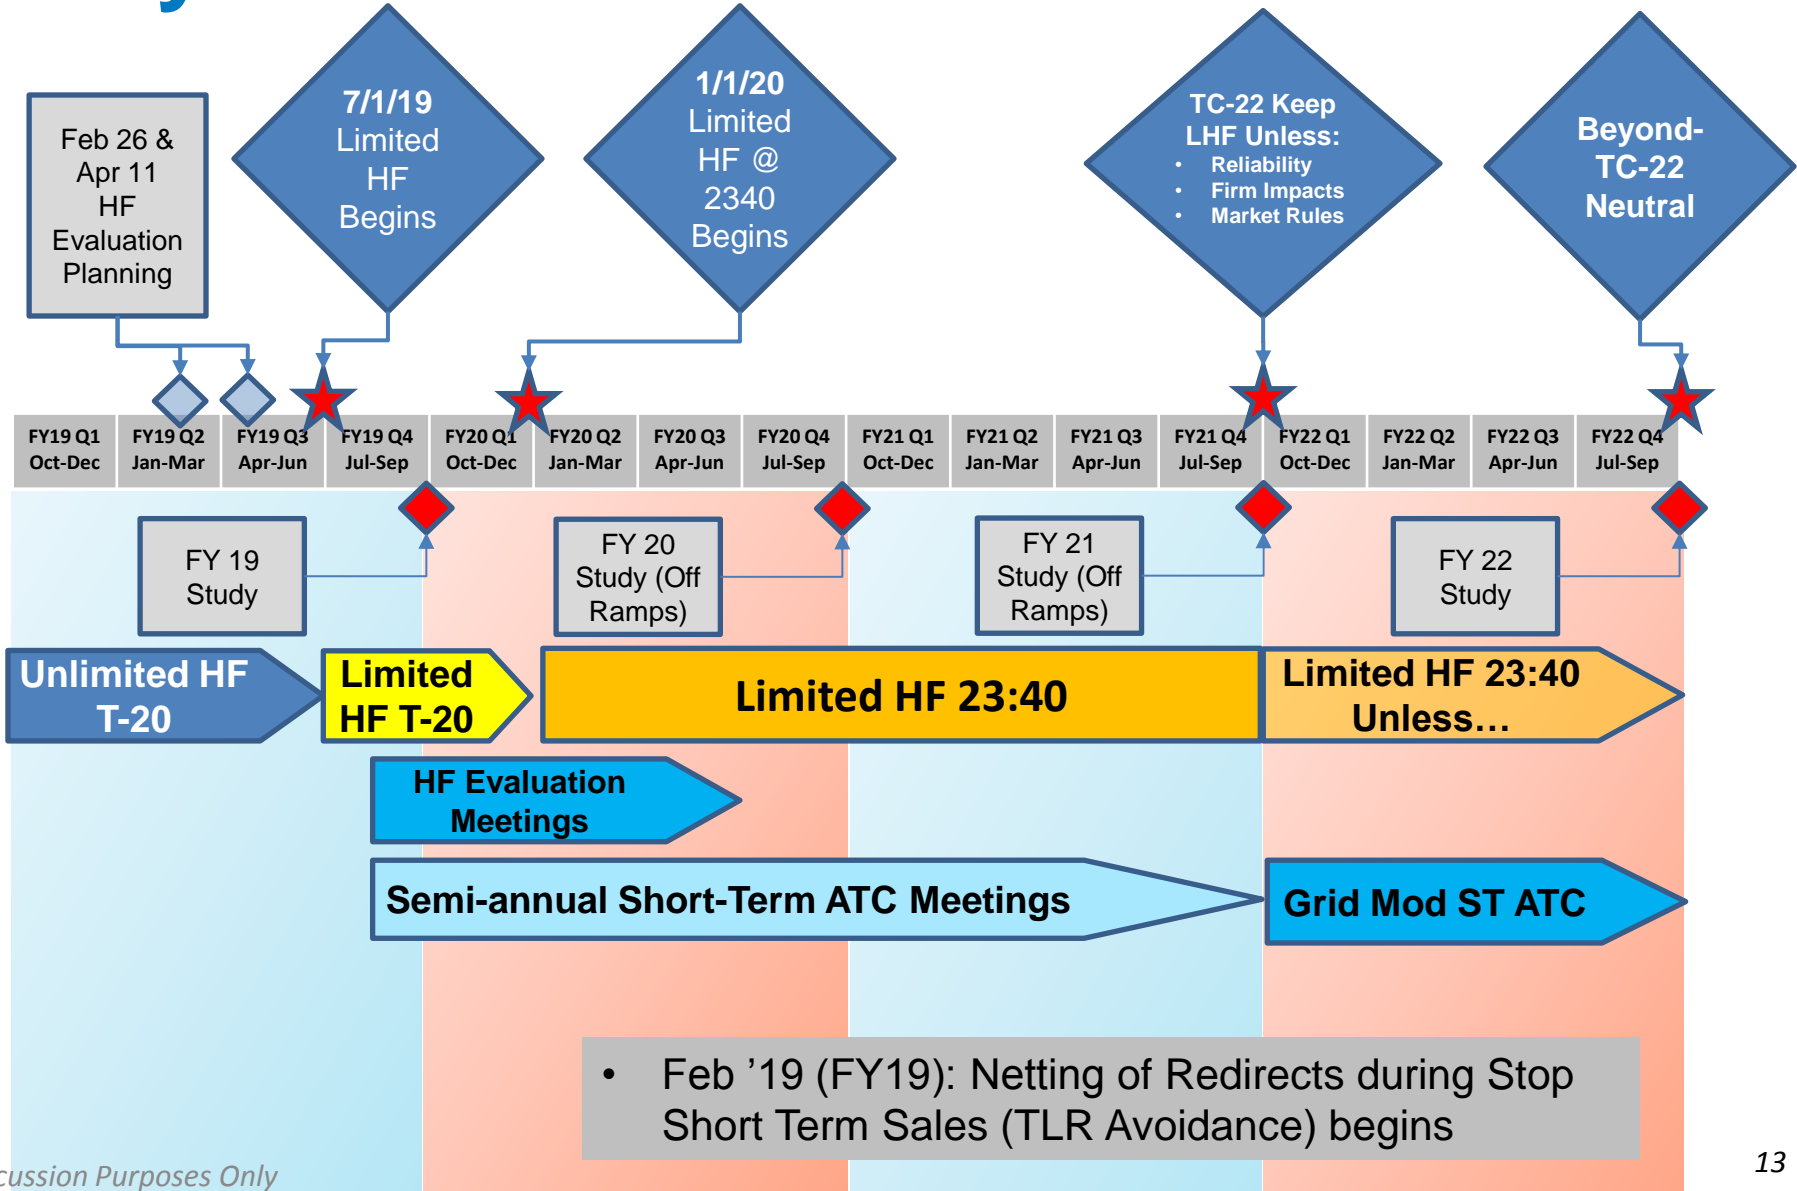 Feb 26 &
Apr 11
HF
Evaluation
Planning
7/1/19
Limited
HF
Begins
1/1/20
Limited
HF @
2340
Begins
TC-22 Keep
LHF Unless:
• Reliability
• Firm Impacts
• Market Rules
Beyond-
TC-22
Neutral
FY19 Q1
Oct-Dec
FY19 Q2
Jan-Mar
FY19 Q3
Apr-Jun
FY19 Q4
Jul-Sep
FY20 Q1
Oct-Dec
FY20 Q2
Jan-Mar
FY20 Q3
Apr-Jun
FY20 Q4
Jul-Sep
FY21 Q1
Oct-Dec
FY21 Q2
Jan-Mar
FY21 Q3
Apr-Jun
FY21 Q4
Jul-Sep
FY22 Q1
Oct-Dec
FY22 Q2
Jan-Mar
FY22 Q3
Apr-Jun
FY22 Q4
Jul-Sep
FY 19
Study
FY 20
Study (Off
Ramps)
FY 21
Study (Off
Ramps)
FY 22
Study
Unlimited HF
T-20
Limited
HF T-20
Limited HF 23:40
Limited HF 23:40
Unless…
HF Evaluation
Meetings
Semi-annual Short-Term ATC Meetings
Grid Mod ST ATC
• Feb ’19 (FY19): Netting of Redirects during Stop
Short Term Sales (TLR Avoidance) begins
cussion Purposes Only
13